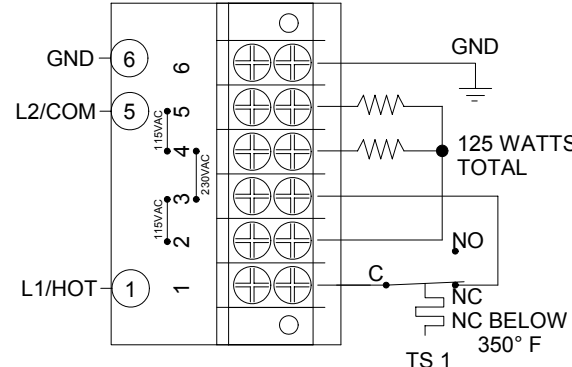 GND
6
6
GND
L2/COM
5
5
115VAC
4
230VAC
125 WATTS
TOTAL
3
115VAC
2
NO
L1/HOT
1
1
C
NC
NC BELOW
350° F
TS 1